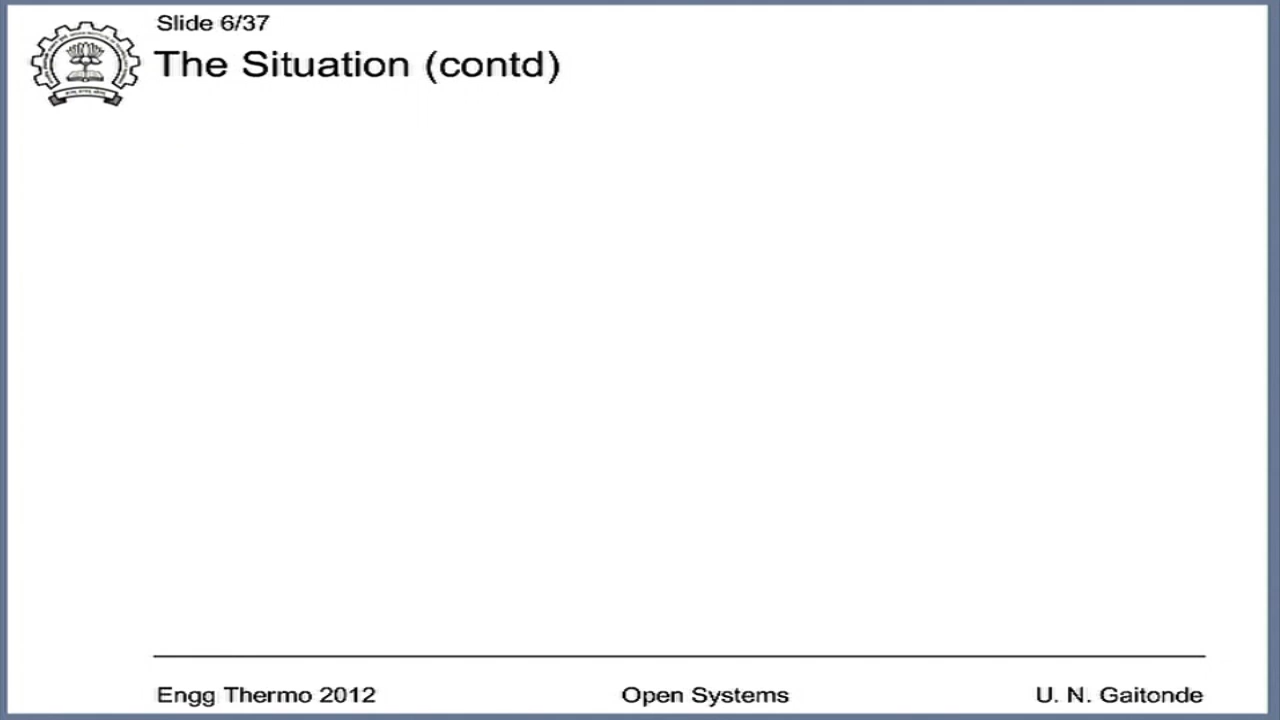 Slide 6/37
The Situation (contd)
Engg Thermo 2012
Open Systems
U. N. Gaitonde